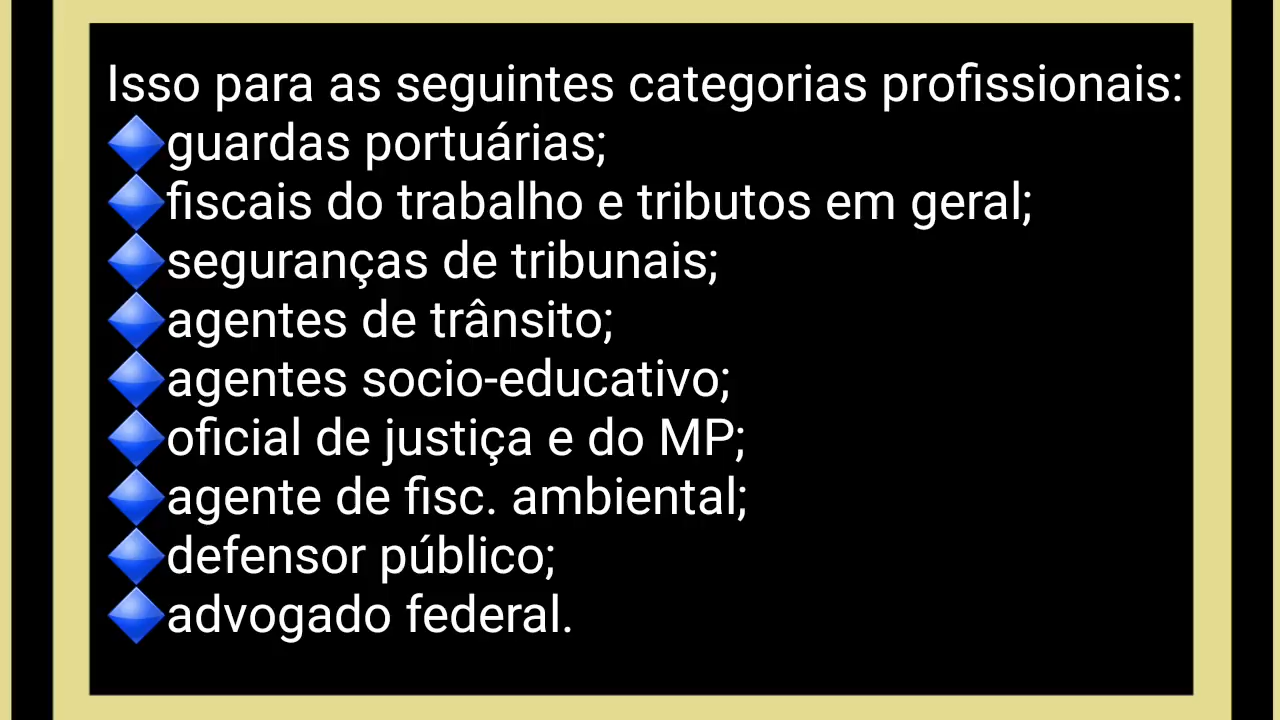 Isso para as seguintes categorias profissionais:
🔷guardas portuárias;
🔷fiscais do trabalho e tributos em geral;
🔷seguranças de tribunais;
🔷agentes de trânsito;
🔷agentes socio-educativo;
🔷oficial de justiça e do MP;
🔷agente de fisc. ambiental;
🔷defensor público;
🔷advogado federal.